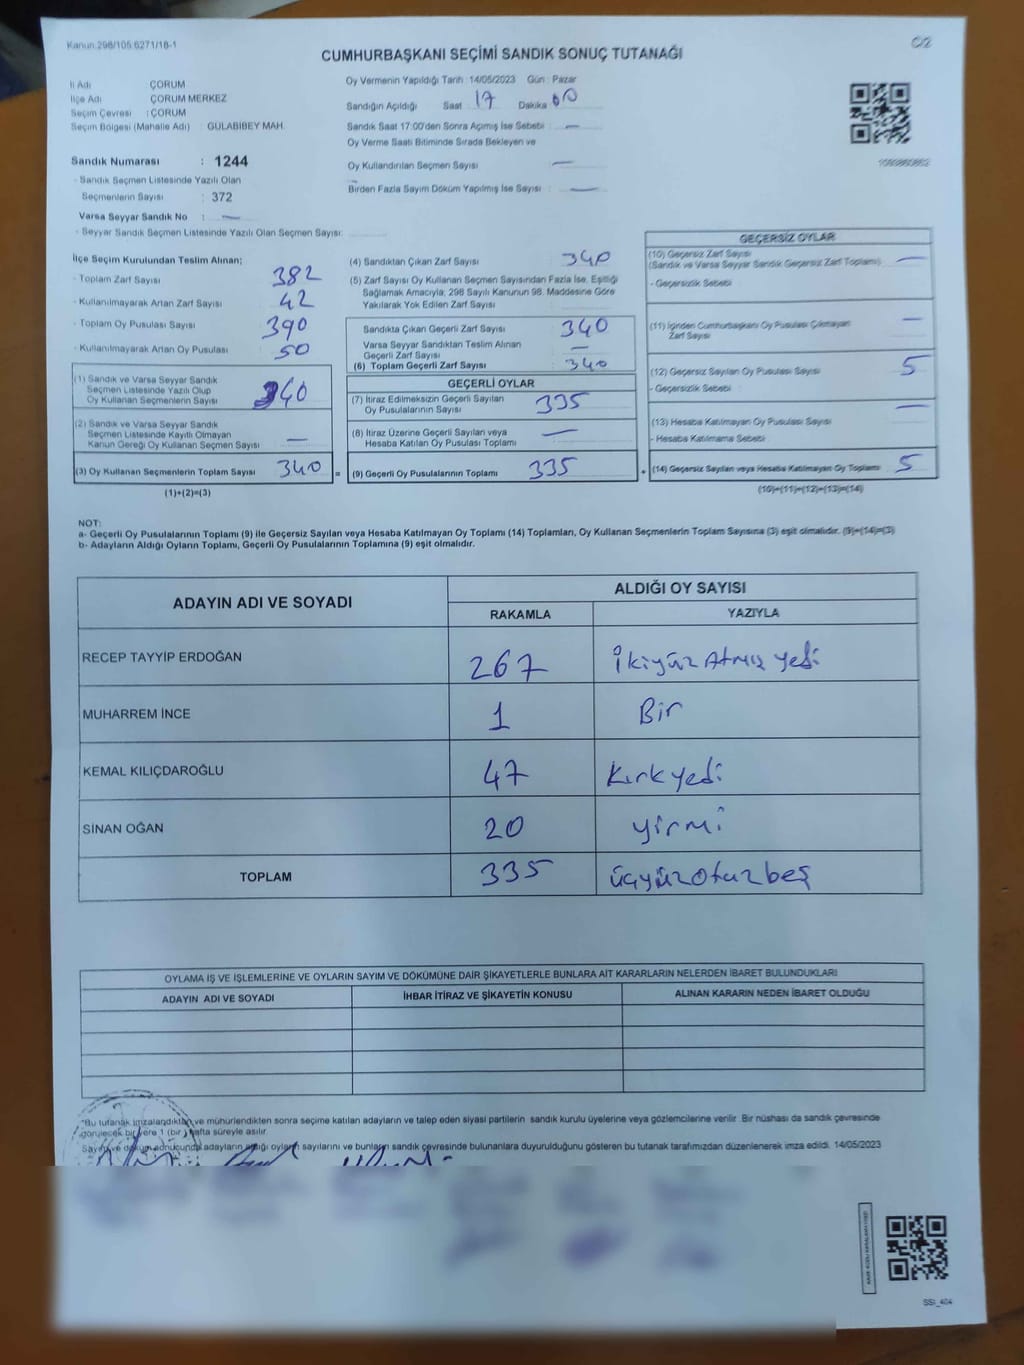 Kanun.298/105.6271/18-1
C/2
CUMHURBAŞKANI SEÇİMİ SANDIK SONUÇ TUTANAĞI
İl Adı : ÇORUM
İlçe Adı : ÇORUM MERKEZ
Seçim Çevresi : ÇORUM
Seçim Bölgesi (Mahalle Adı) : GÜLABİBEY MAH.
Sandık Numarası : 1244
- Sandık Seçmen Listesinde Yazılı Olan
Seçmenlerin Sayısı : 372
Varsa Seyyar Sandık No : —
- Seyyar Sandık Seçmen Listesinde Yazılı Olan Seçmen Sayısı:
Oy Vermenin Yapıldığı Tarih : 14/05/2023 Gün : Pazar
Sandığın Açıldığı Saat 17 Dakika 00
Sandık Saat 17:00'den Sonra Açılmış İse Sebebi : —
Oy Verme Saati Bitiminde Sırada Bekleyen ve
Oy Kullandırılan Seçmen Sayısı : —
Birden Fazla Sayım Döküm Yapılmış İse Sayısı : —
İlçe Seçim Kurulundan Teslim Alınan;
- Toplam Zarf Sayısı 382
- Kullanılmayarak Artan Zarf Sayısı 42
- Toplam Oy Pusulası Sayısı 390
- Kullanılmayarak Artan Oy Pusulası 50
(1) Sandık ve Varsa Seyyar Sandık
Seçmen Listesinde Yazılı Olup
Oy Kullanan Seçmenlerin Sayısı 340
(2) Sandık ve Varsa Seyyar Sandık
Seçmen Listesinde Kayıtlı Olmayan
Kanun Gereği Oy Kullanan Seçmen Sayısı —
(3) Oy Kullanan Seçmenlerin Toplam Sayısı 340 =
(1)+(2)=(3)
(4) Sandıktan Çıkan Zarf Sayısı 340
(5) Zarf Sayısı Oy Kullanan Seçmen Sayısından Fazla İse, Eşitliği
Sağlamak Amacıyla; 298 Sayılı Kanunun 98. Maddesine Göre
Yakılarak Yok Edilen Zarf Sayısı
Sandıkta Çıkan Geçerli Zarf Sayısı 340
Varsa Seyyar Sandıktan Teslim Alınan
Geçerli Zarf Sayısı —
(6) Toplam Geçerli Zarf Sayısı 340
GEÇERLİ OYLAR
(7) İtiraz Edilmeksizin Geçerli Sayılan
Oy Pusulalarının Sayısı 335
(8) İtiraz Üzerine Geçerli Sayılan veya
Hesaba Katılan Oy Pusulası Toplamı —
(9) Geçerli Oy Pusulalarının Toplamı 335 +
GEÇERSİZ OYLAR
(10) Geçersiz Zarf Sayısı
(Sandık ve Varsa Seyyar Sandık Geçersiz Zarf Toplamı) —
- Geçersizlik Sebebi
(11) İçinden Cumhurbaşkanı Oy Pusulası Çıkmayan
Zarf Sayısı —
(12) Geçersiz Sayılan Oy Pusulası Sayısı 5
- Geçersizlik Sebebi
(13) Hesaba Katılmayan Oy Pusulası Sayısı —
- Hesaba Katılmama Sebebi
(14) Geçersiz Sayılan veya Hesaba Katılmayan Oy Toplamı 5
(10)+(11)+(12)+(13)=(14)
NOT:
a- Geçerli Oy Pusulalarının Toplamı (9) ile Geçersiz Sayılan veya Hesaba Katılmayan Oy Toplamı (14) Toplamları, Oy Kullanan Seçmenlerin Toplam Sayısına (3) eşit olmalıdır. (9)+(14)=(3)
b- Adayların Aldığı Oyların Toplamı, Geçerli Oy Pusulalarının Toplamına (9) eşit olmalıdır.
ADAYIN ADI VE SOYADI
ALDIĞI OY SAYISI
RAKAMLA YAZIYLA
RECEP TAYYİP ERDOĞAN 267 İkiyüz Atmış yedi
MUHARREM İNCE 1 Bir
KEMAL KILIÇDAROĞLU 47 Kırkyedi
SİNAN OĞAN 20 yirmi
TOPLAM 335 üçyüzotuzbeş
OYLAMA İŞ VE İŞLEMLERİNE VE OYLARIN SAYIM VE DÖKÜMÜNE DAİR ŞİKAYETLERLE BUNLARA AİT KARARLARIN NELERDEN İBARET BULUNDUKLARI
ADAYIN ADI VE SOYADI İHBAR İTİRAZ VE ŞİKAYETİN KONUSU ALINAN KARARIN NEDEN İBARET OLDUĞU
*Bu tutanak imzalandıktan ve mühürlendikten sonra seçime katılan adayların ve talep eden siyasi partilerin sandık kurulu üyelerine veya gözlemcilerine verilir. Bir nüshası da sandık çevresinde
görülecek bir yere 1 (bir) hafta süreyle asılır.
Sayım ve döküm sonucunda adayların aldığı oyların sayılarını ve bunların sandık çevresinde bulunanlara duyurulduğunu gösteren bu tutanak tarafımızdan düzenlenerek imza edildi. 14/05/2023
SSİ_404